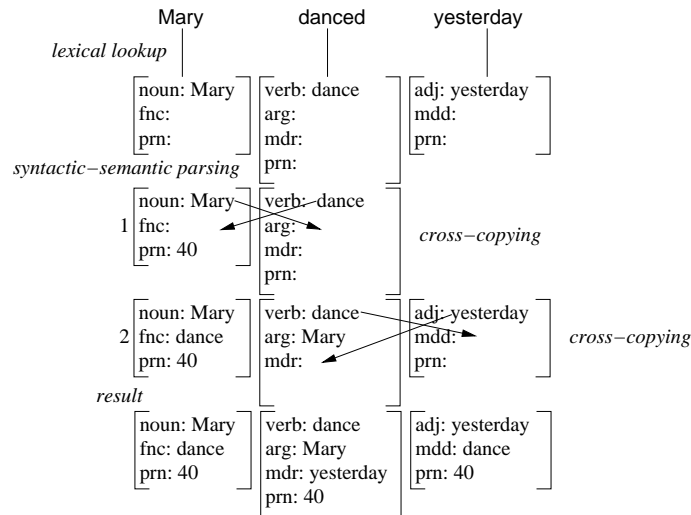 Mary danced yesterday
lexical lookup
noun: Mary verb: dance adj: yesterday
fnc: arg: mdd:
prn: mdr: prn:
prn:
syntactic−semantic parsing
noun: Mary verb: dance
1 fnc: arg: cross−copying
prn: 40 mdr:
prn:
noun: Mary verb: dance adj: yesterday
2 fnc: dance arg: Mary mdd: cross−copying
prn: 40 mdr: prn:
result
noun: Mary verb: dance adj: yesterday
fnc: dance arg: Mary mdd: dance
prn: 40 mdr: yesterday prn: 40
prn: 40